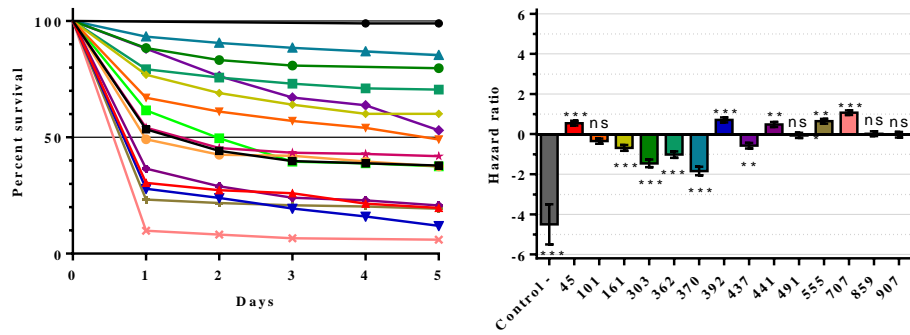 100
50
0
Percent survival
0 1 2 3 4 5
Days
6
4
2
0
-2
-4
-6
Hazard ratio
*** *** ns *** *** *** *** *** ** ** ns ** *** ns ns
Control- 45 101 161 303 362 370 392 437 441 491 555 707 859 907